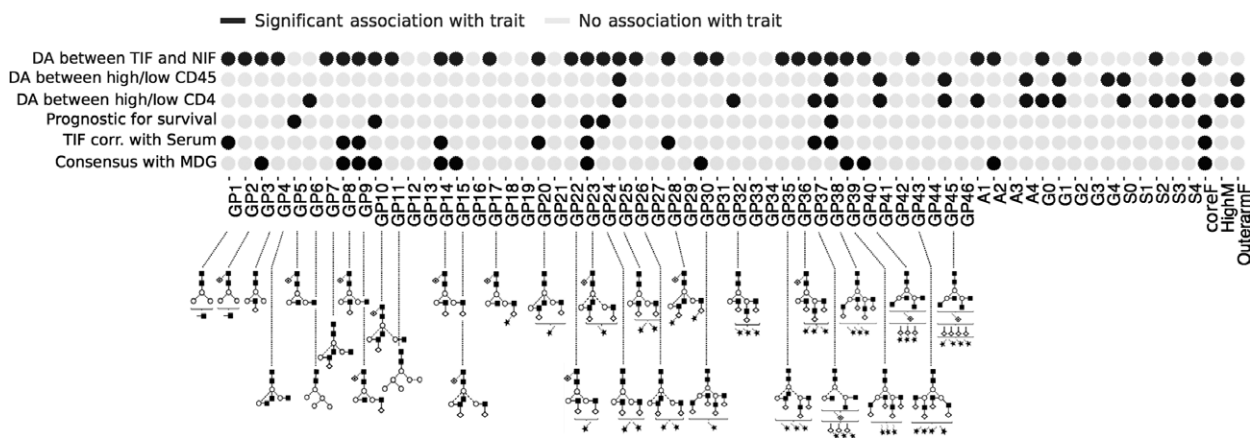 Significant association with trait
No association with trait
DA between TIF and NIF
DA between high/low CD45
DA between high/low CD4
Prognostic for survival
TIF corr. with Serum
Consensus with MDG
GP1
GP2
GP3
GP4
GP5
GP6
GP7
GP8
GP9
GP10
GP11
GP12
GP13
GP14
GP15
GP16
GP17
GP18
GP19
GP20
GP21
GP22
GP23
GP24
GP25
GP26
GP27
GP28
GP29
GP30
GP31
GP32
GP33
GP34
GP35
GP36
GP37
GP38
GP39
GP40
GP41
GP42
GP43
GP44
GP45
GP46
A1
A2
A3
A4
G0
G1
G2
G3
G4
S0
S1
S2
S3
S4
coreF
HighM
OuterarmF